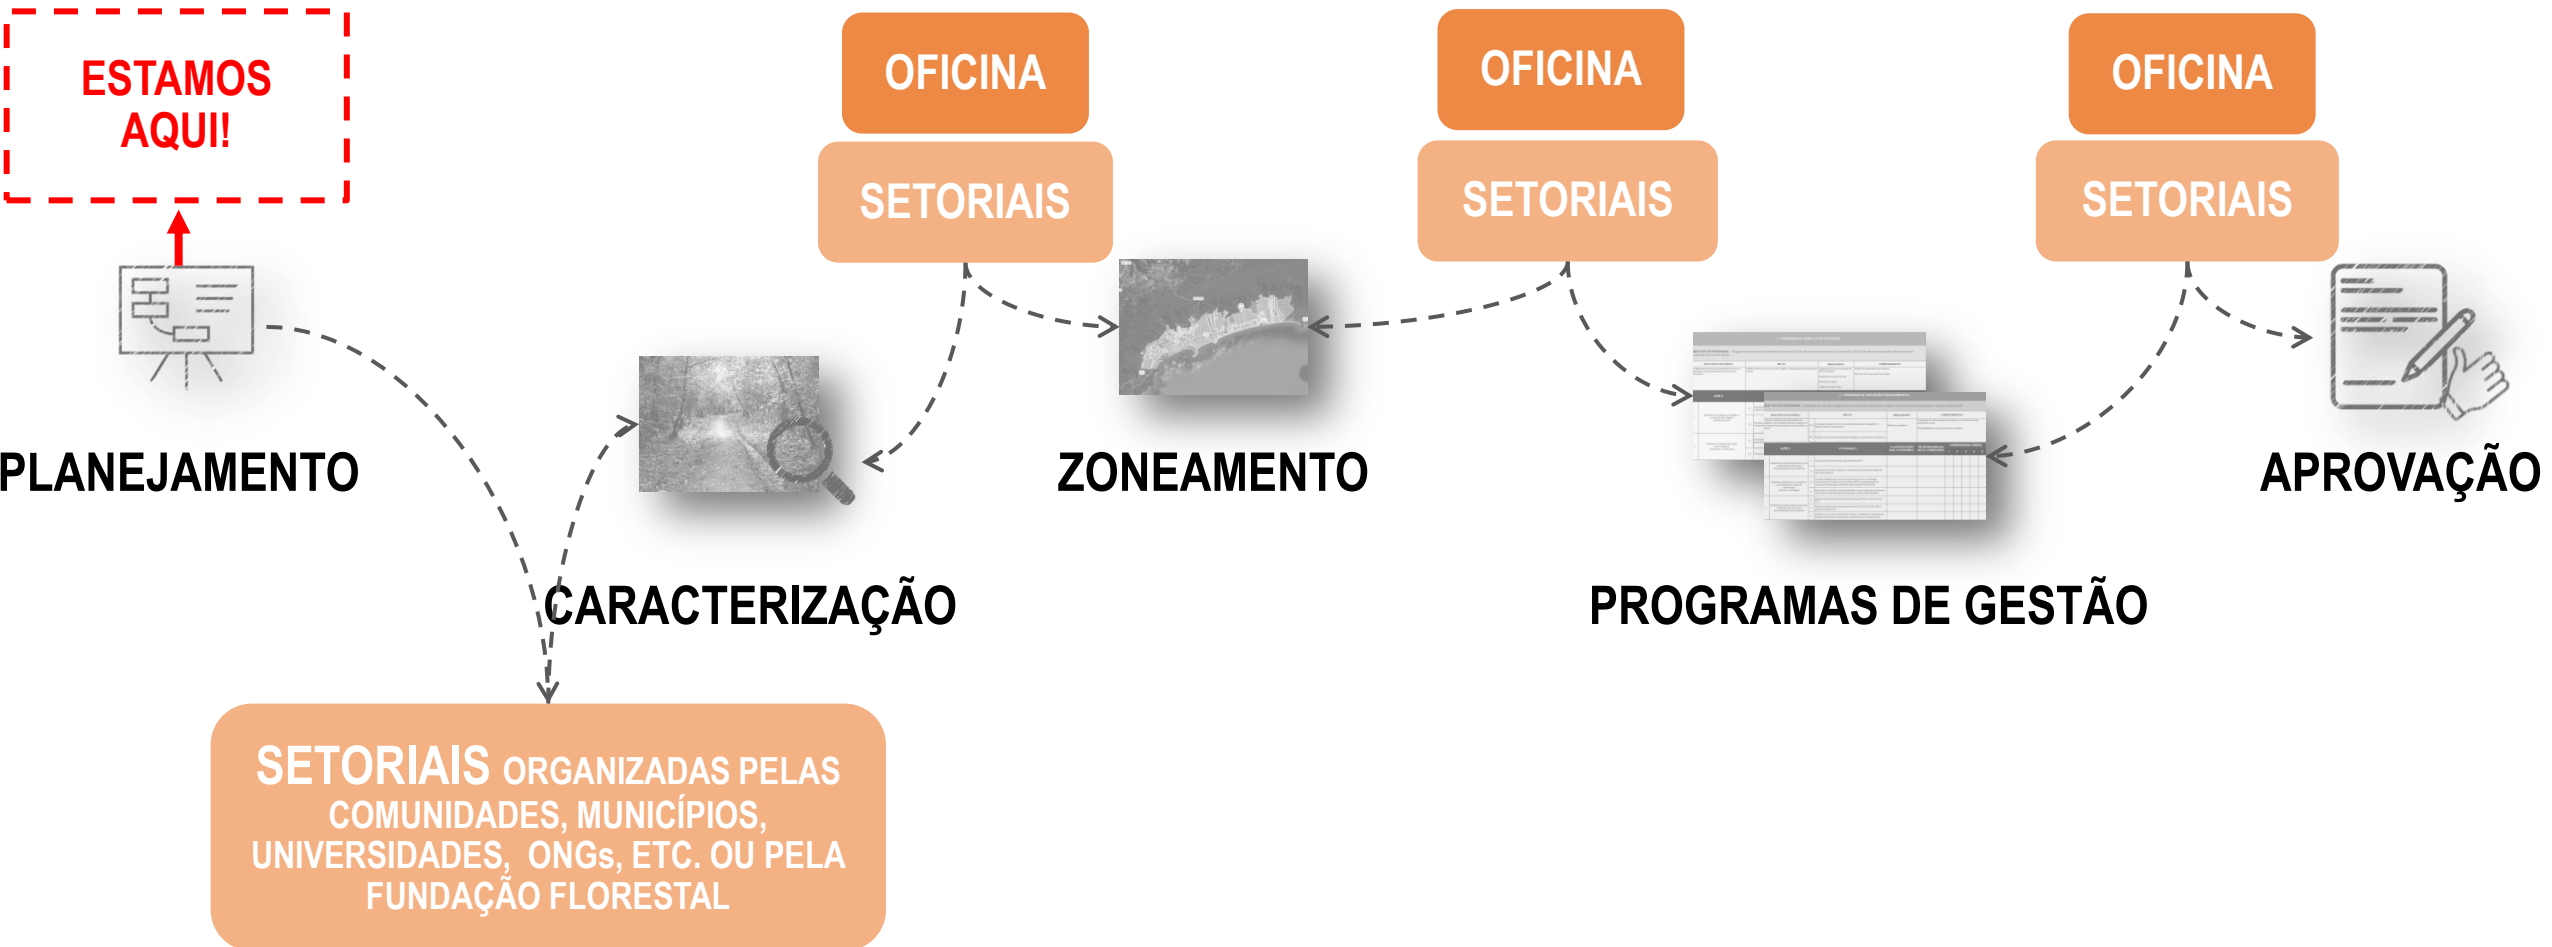 ESTAMOS
AQUI!
OFICINA
SETORIAIS
OFICINA
SETORIAIS
OFICINA
SETORIAIS
PLANEJAMENTO
CARACTERIZAÇÃO
ZONEAMENTO
PROGRAMAS DE GESTÃO
APROVAÇÃO
SETORIAIS ORGANIZADAS PELAS
COMUNIDADES, MUNICÍPIOS,
UNIVERSIDADES, ONGs, ETC. OU PELA
FUNDAÇÃO FLORESTAL